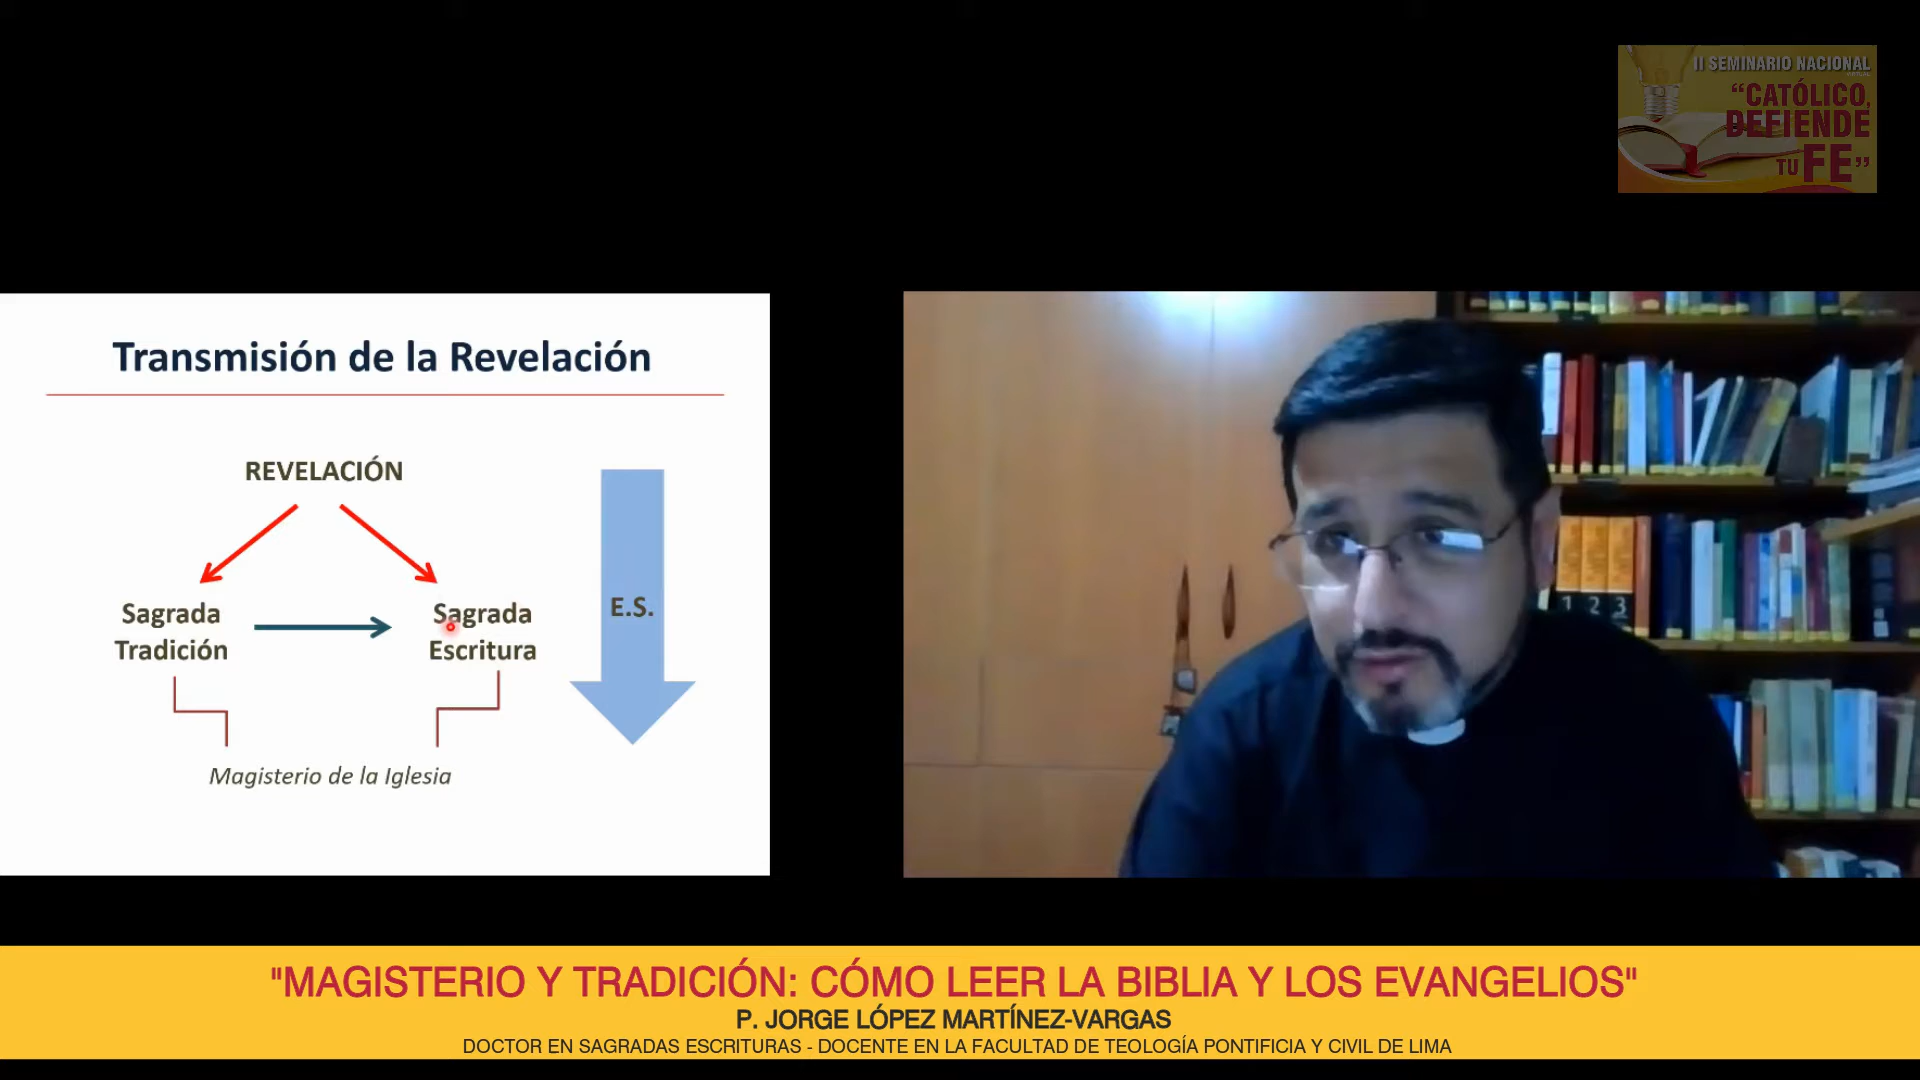 II SEMINARIO NACIONAL
“CATÓLICO,
DEFIENDE
TU FE”
Transmisión de la Revelación
REVELACIÓN
Sagrada
Tradición
Sagrada
Escritura
E.S.
Magisterio de la Iglesia
1 2 3
"MAGISTERIO Y TRADICIÓN: CÓMO LEER LA BIBLIA Y LOS EVANGELIOS"
P. JORGE LÓPEZ MARTÍNEZ-VARGAS
DOCTOR EN SAGRADAS ESCRITURAS - DOCENTE EN LA FACULTAD DE TEOLOGÍA PONTIFICIA Y CIVIL DE LIMA